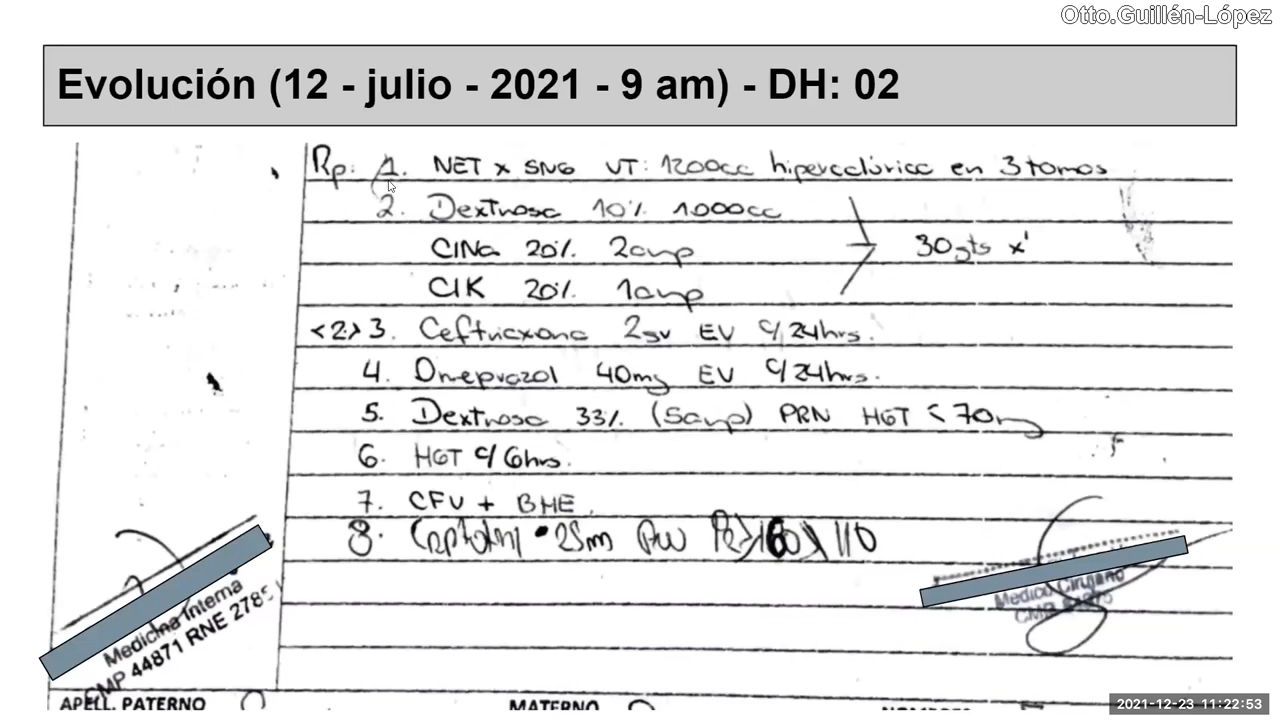 Otto.Guillén-López
Evolución (12 - julio - 2021 - 9 am) - DH: 02
Rp: 1. NET x SNG VT: 1200cc hipercalórica en 3 tomas
2. Dextrosa 10% 1000cc
ClNa 20% 2amp
30gts x'
ClK 20% 1amp
<2> 3. Ceftriaxona 2gr EV c/24hrs.
4. Omeprazol 40mg EV c/24hrs.
5. Dextrosa 33% (5amp) PRN HGT < 70mg
6. HGT c/6hrs.
7. CFV + BHE
8. Captopril 25m 160 110
Medicina Interna
CMP 44871 RNE 2785
Medico Cirujano
CMP
APELL. PATERNO
MATERNO
2021-12-23 11:22:53